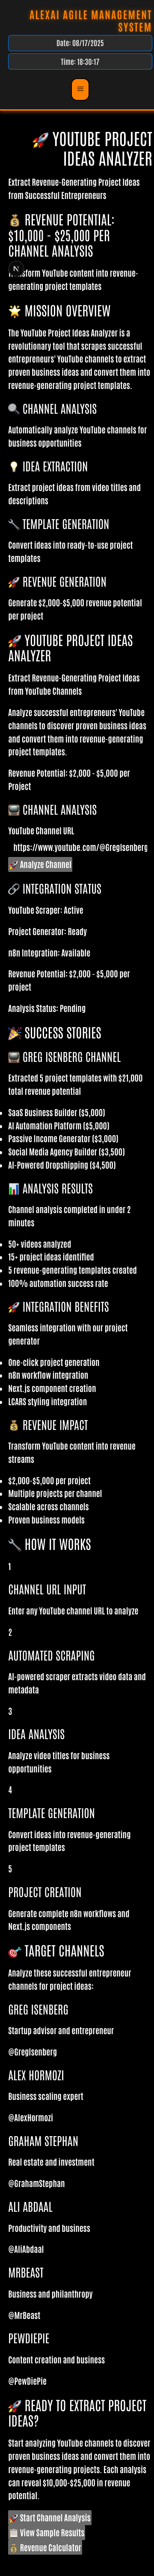 ALEXAI AGILE MANAGEMENT
SYSTEM
Date: 08/17/2025
Time: 18:30:17
🚀 YOUTUBE PROJECT
IDEAS ANALYZER
Extract Revenue-Generating Project Ideas
from Successful Entrepreneurs
💰 REVENUE POTENTIAL:
$10,000 - $25,000 PER
CHANNEL ANALYSIS
N
form YouTube content into revenue-
generating project templates
🌟 MISSION OVERVIEW
The YouTube Project Ideas Analyzer is a
revolutionary tool that scrapes successful
entrepreneurs' YouTube channels to extract
proven business ideas and convert them into
revenue-generating project templates.
🔍 CHANNEL ANALYSIS
Automatically analyze YouTube channels for
business opportunities
💡 IDEA EXTRACTION
Extract project ideas from video titles and
descriptions
🔧 TEMPLATE GENERATION
Convert ideas into ready-to-use project
templates
🚀 REVENUE GENERATION
Generate $2,000-$5,000 revenue potential
per project
🚀 YOUTUBE PROJECT IDEAS
ANALYZER
Extract Revenue-Generating Project Ideas
from YouTube Channels
Analyze successful entrepreneurs' YouTube
channels to discover proven business ideas
and convert them into revenue-generating
project templates.
Revenue Potential: $2,000 - $5,000 per
Project
📺 CHANNEL ANALYSIS
YouTube Channel URL
https://www.youtube.com/@GregIsenberg
🚀 Analyze Channel
🔗 INTEGRATION STATUS
YouTube Scraper: Active
Project Generator: Ready
n8n Integration: Available
Revenue Potential: $2,000 - $5,000 per
project
Analysis Status: Pending
🎉 SUCCESS STORIES
📺 GREG ISENBERG CHANNEL
Extracted 5 project templates with $21,000
total revenue potential
SaaS Business Builder ($5,000)
AI Automation Platform ($5,000)
Passive Income Generator ($3,000)
Social Media Agency Builder ($3,500)
AI-Powered Dropshipping ($4,500)
📊 ANALYSIS RESULTS
Channel analysis completed in under 2
minutes
50+ videos analyzed
15+ project ideas identified
5 revenue-generating templates created
100% automation success rate
🚀 INTEGRATION BENEFITS
Seamless integration with our project
generator
One-click project generation
n8n workflow integration
Next.js component creation
LCARS styling integration
💰 REVENUE IMPACT
Transform YouTube content into revenue
streams
$2,000-$5,000 per project
Multiple projects per channel
Scalable across channels
Proven business models
🔧 HOW IT WORKS
1
CHANNEL URL INPUT
Enter any YouTube channel URL to analyze
2
AUTOMATED SCRAPING
AI-powered scraper extracts video data and
metadata
3
IDEA ANALYSIS
Analyze video titles for business
opportunities
4
TEMPLATE GENERATION
Convert ideas into revenue-generating
project templates
5
PROJECT CREATION
Generate complete n8n workflows and
Next.js components
🎯 TARGET CHANNELS
Analyze these successful entrepreneur
channels for project ideas:
GREG ISENBERG
Startup advisor and entrepreneur
@GregIsenberg
ALEX HORMOZI
Business scaling expert
@AlexHormozi
GRAHAM STEPHAN
Real estate and investment
@GrahamStephan
ALI ABDAAL
Productivity and business
@AliAbdaal
MRBEAST
Business and philanthropy
@MrBeast
PEWDIEPIE
Content creation and business
@PewDiePie
🚀 READY TO EXTRACT PROJECT
IDEAS?
Start analyzing YouTube channels to discover
proven business ideas and convert them into
revenue-generating projects. Each analysis
can reveal $10,000-$25,000 in revenue
potential.
🚀 Start Channel Analysis
📋 View Sample Results
💰 Revenue Calculator